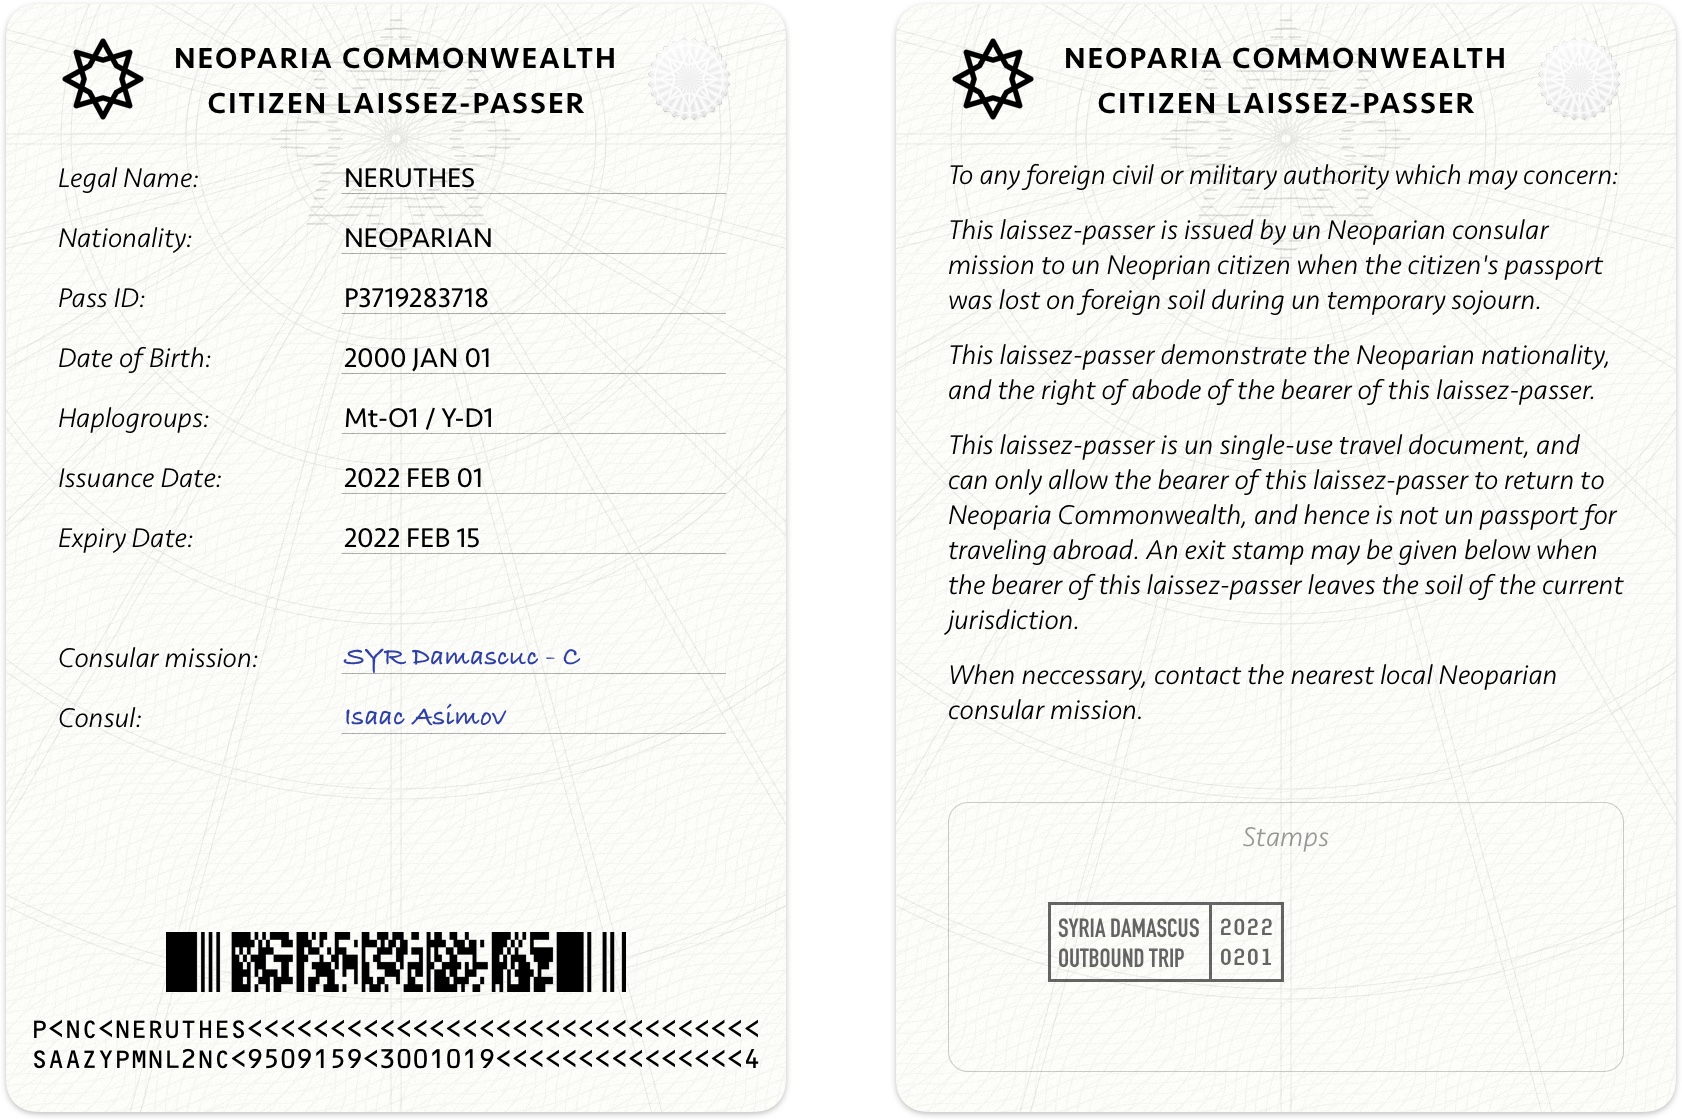 NEOPARIA COMMONWEALTH
CITIZEN LAISSEZ-PASSER
Legal Name: NERUTHES
Nationality: NEOPARIAN
Pass ID: P3719283718
Date of Birth: 2000 JAN 01
Haplogroups: Mt-O1 / Y-D1
Issuance Date: 2022 FEB 01
Expiry Date: 2022 FEB 15
Consular mission: SYR Damascuc - C
Consul: Isaac Asimov
P<NC<NERUTHES<<<<<<<<<<<<<<<<<<<<<<<<<<<<<<<
SAAZYPMNL2NC<9509159<3001019<<<<<<<<<<<<<<<4
NEOPARIA COMMONWEALTH
CITIZEN LAISSEZ-PASSER
To any foreign civil or military authority which may concern:
This laissez-passer is issued by un Neoparian consular
mission to un Neoprian citizen when the citizen's passport
was lost on foreign soil during un temporary sojourn.
This laissez-passer demonstrate the Neoparian nationality,
and the right of abode of the bearer of this laissez-passer.
This laissez-passer is un single-use travel document, and
can only allow the bearer of this laissez-passer to return to
Neoparia Commonwealth, and hence is not un passport for
traveling abroad. An exit stamp may be given below when
the bearer of this laissez-passer leaves the soil of the current
jurisdiction.
When neccessary, contact the nearest local Neoparian
consular mission.
Stamps
SYRIA DAMASCUS 2022
OUTBOUND TRIP 0201